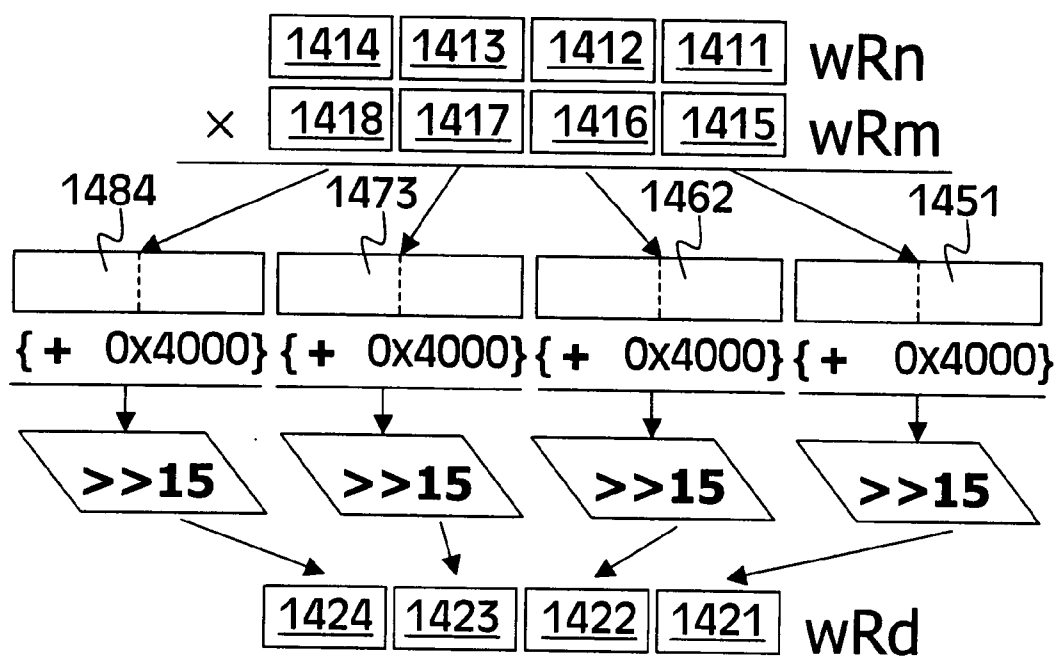 1414 1413 1412 1411 wRn
× 1418 1417 1416 1415 wRm
1484 1473 1462 1451
{+ 0x4000} {+ 0x4000} {+ 0x4000} {+ 0x4000}
>>15 >>15 >>15 >>15
1424 1423 1422 1421 wRd